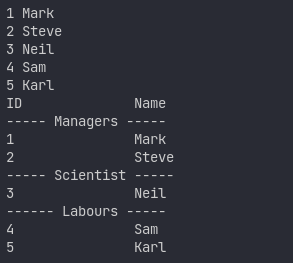 1 Mark
2 Steve
3 Neil
4 Sam
5 Karl
ID              Name
----- Managers -----
1               Mark
2               Steve
----- Scientist -----
3               Neil
------ Labours -----
4               Sam
5               Karl